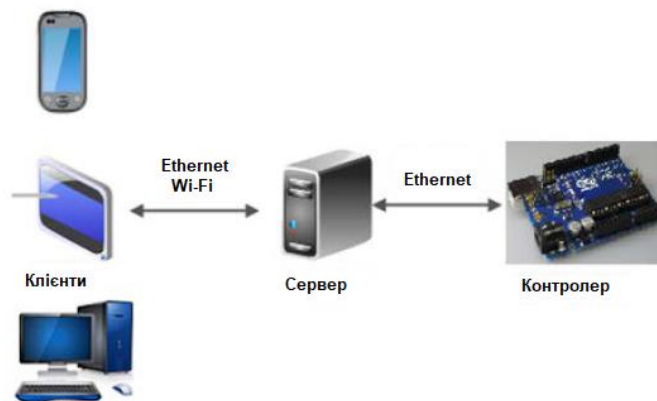 Ethernet
Wi-Fi
Ethernet
Клієнти
Сервер
Контролер